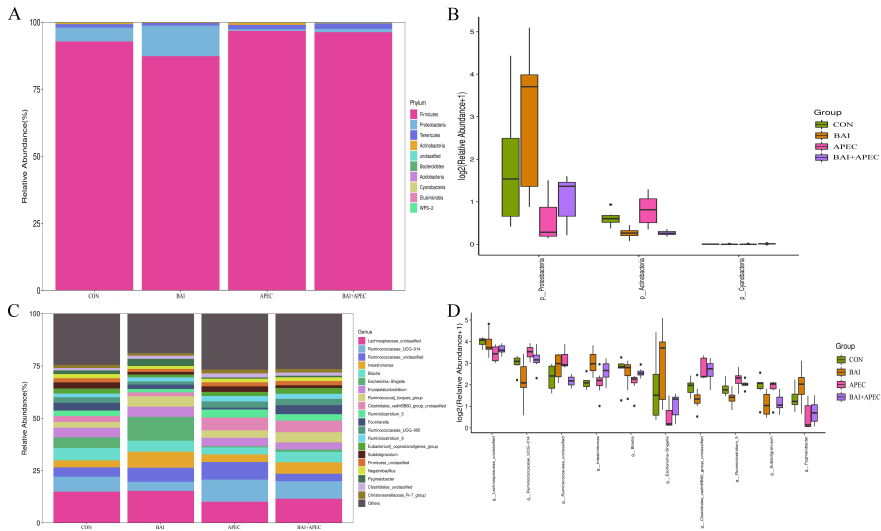 A
Relative Abundance(%)
100
75
50
25
0
CON
BAI
APEC
BAI+APEC
Phylum
Firmicutes
Proteobacteria
Tenericutes
Actinobacteria
unclassified
Bacteroidetes
Acidobacteria
Cyanobacteria
Elusimicrobia
WPS-2
B
log2(Relative Abundance+1)
5
4
3
2
1
0
p__Proteobacteria
p__Actinobacteria
p__Cyanobacteria
Group
CON
BAI
APEC
BAI+APEC
C
Relative Abundance(%)
100
75
50
25
0
CON
BAI
APEC
BAI+APEC
Genus
Lachnospiraceae_unclassified
Ruminococcaceae_UCG-014
Ruminococcaceae_unclassified
Intestinimonas
Blautia
Escherichia-Shigella
Erysipelatoclostridium
Ruminococcus]_torques_group
Clostridiales_vadinBB60_group_unclassified
Ruminiclostridium_5
Fournierella
Ruminococcaceae_UCG-005
Ruminiclostridium_9
Eubacterium]_coprostanoligenes_group
Subdoligranulum
Firmicutes_unclassified
Negativibacillus
Pygmaiobacter
Clostridiales_unclassified
Christensenellaceae_R-7_group
Others
D
log2(Relative Abundance+1)
5
4
3
2
1
0
g__Lachnospiraceae_unclassified
g__Ruminococcaceae_UCG-014
g__Ruminococcaceae_unclassified
g__Intestinimonas
g__Blautia
g__Escherichia-Shigella
g__Clostridiales_vadinBB60_group_unclassified
g__Ruminiclostridium_5
g__Subdoligranulum
g__Pygmaiobacter
Group
CON
BAI
APEC
BAI+APEC